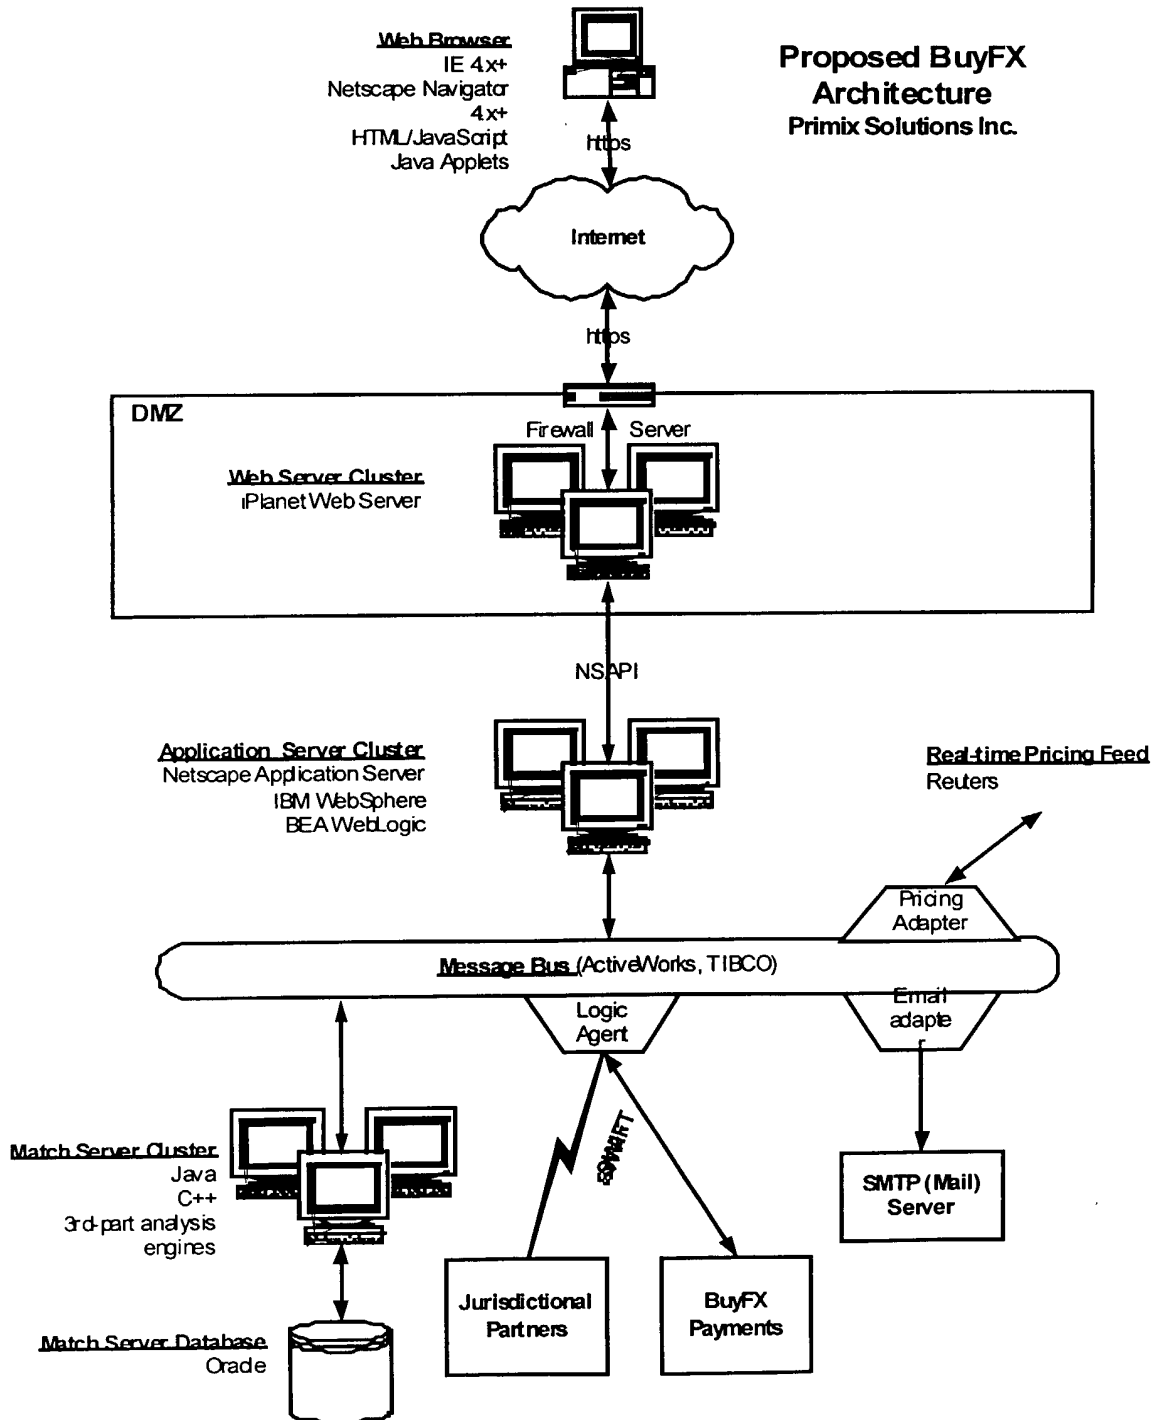 Web Browser
IE 4.x+
Netscape Navigator
4.x+
HTML/JavaScript
Java Applets
Proposed BuyFX
Architecture
Primix Solutions Inc.
https
Internet
https
DMZ
Firewall Server
Web Server Cluster
iPlanet Web Server
NSAPI
Application Server Cluster
Netscape Application Server
IBM WebSphere
BEA WebLogic
Real-time Pricing Feed
Reuters
Pricing
Adapter
Message Bus (ActiveWorks, TIBCO)
Logic
Agent
Email
adapte
r
Match Server Cluster
Java
C++
3rd-part analysis
engines
SMTP (Mail)
Server
Jurisdictional
Partners
BuyFX
Payments
Match Server Database
Oracle